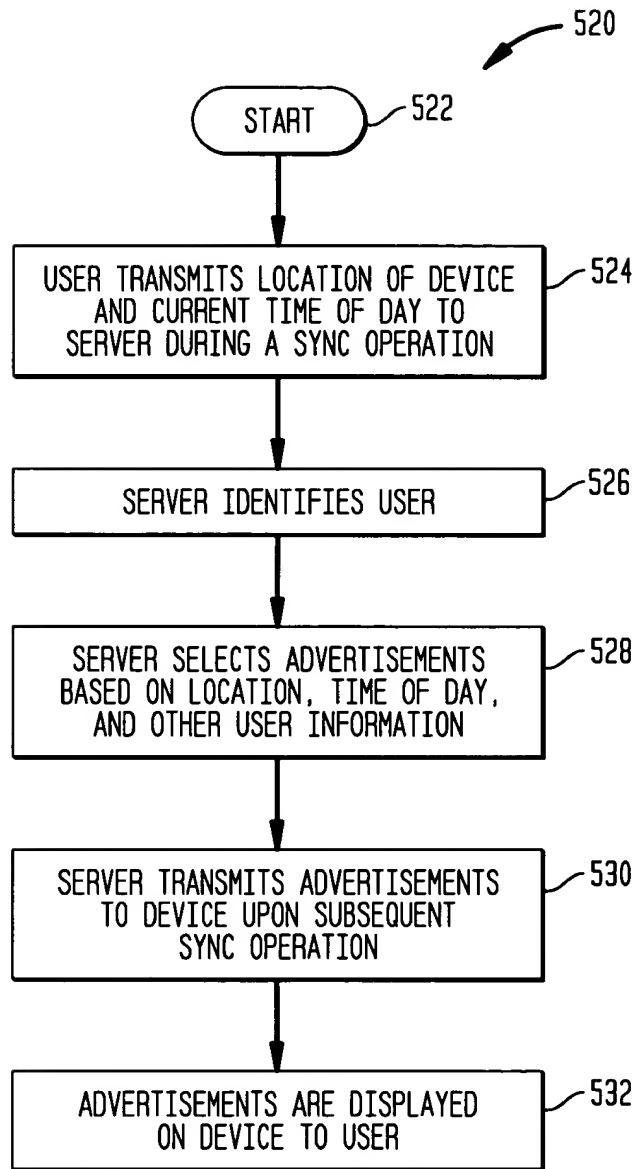 520
START
522
USER TRANSMITS LOCATION OF DEVICE
AND CURRENT TIME OF DAY TO
SERVER DURING A SYNC OPERATION
524
SERVER IDENTIFIES USER
526
SERVER SELECTS ADVERTISEMENTS
BASED ON LOCATION, TIME OF DAY,
AND OTHER USER INFORMATION
528
SERVER TRANSMITS ADVERTISEMENTS
TO DEVICE UPON SUBSEQUENT
SYNC OPERATION
530
ADVERTISEMENTS ARE DISPLAYED
ON DEVICE TO USER
532